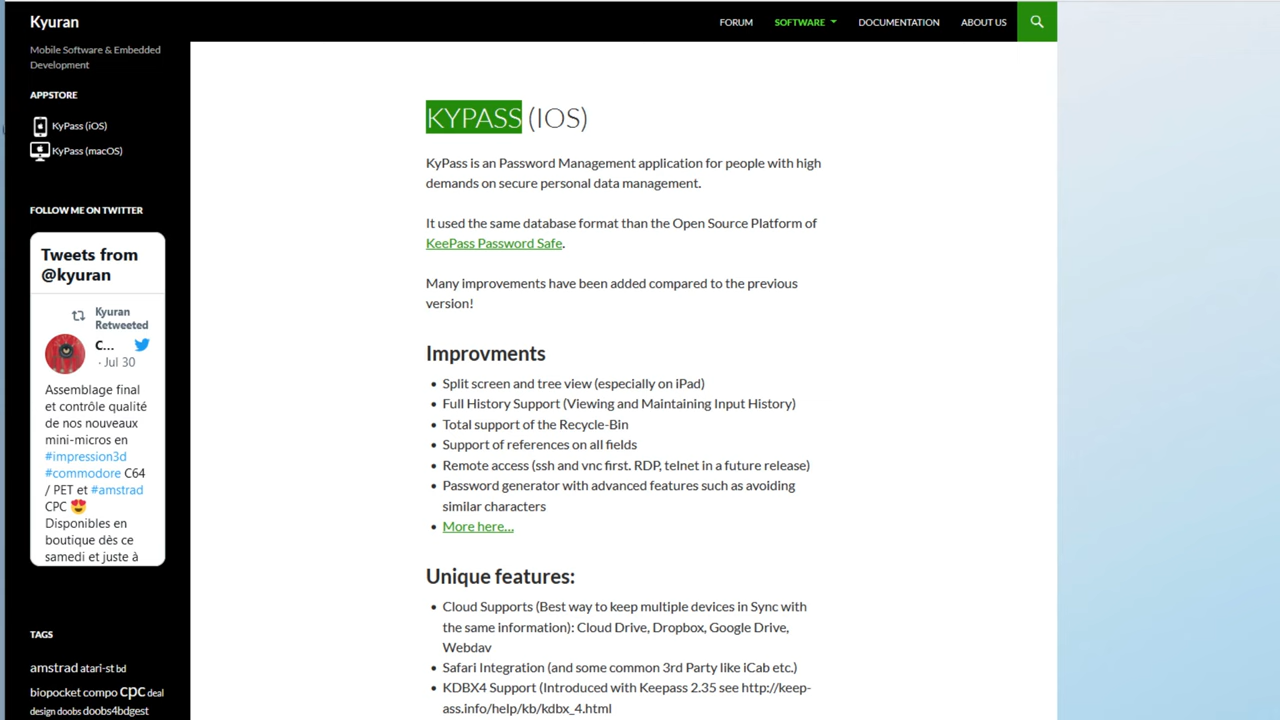 Kyuran
FORUM
SOFTWARE
DOCUMENTATION
ABOUT US
Mobile Software & Embedded
Development
APPSTORE
KyPass (iOS)
KyPass (macOS)
FOLLOW ME ON TWITTER
Tweets from
@kyuran
Kyuran
Retweeted
C...
· Jul 30
Assemblage final
et contrôle qualité
de nos nouveaux
mini-micros en
#impression3d
#commodore C64
/ PET et #amstrad
CPC 😍
Disponibles en
boutique dès ce
samedi et juste à
TAGS
amstrad atari-st bd
biopocket compo cpc deal
design doobs doobs4bdgest
KYPASS (IOS)
KyPass is an Password Management application for people with high
demands on secure personal data management.
It used the same database format than the Open Source Platform of
KeePass Password Safe.
Many improvements have been added compared to the previous
version!
Improvments
• Split screen and tree view (especially on iPad)
• Full History Support (Viewing and Maintaining Input History)
• Total support of the Recycle-Bin
• Support of references on all fields
• Remote access (ssh and vnc first. RDP, telnet in a future release)
• Password generator with advanced features such as avoiding
similar characters
• More here…
Unique features:
• Cloud Supports (Best way to keep multiple devices in Sync with
the same information): Cloud Drive, Dropbox, Google Drive,
Webdav
• Safari Integration (and some common 3rd Party like iCab etc.)
• KDBX4 Support (Introduced with Keepass 2.35 see http://keep-
ass.info/help/kb/kdbx_4.html